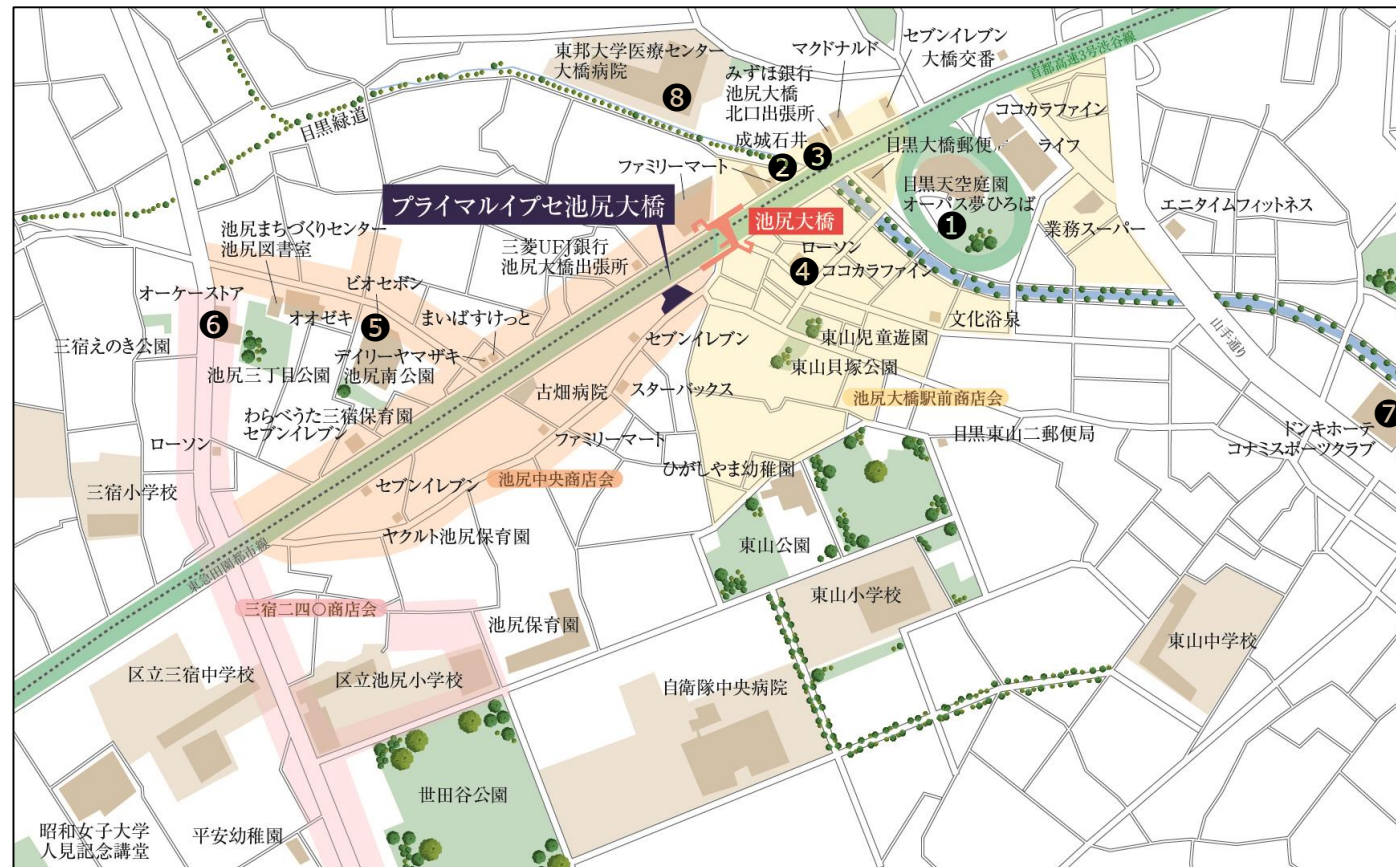 セブンイレブン
マクドナルド
大橋交番
首都高速3号渋谷線
東邦大学医療センター
大橋病院
❽
みずほ銀行
池尻大橋
北口出張所
ココカラファイン
目黒緑道
成城石井
❸
目黒大橋郵便
ライフ
ファミリーマート
❷
目黒天空庭園
オーパス夢ひろば
❶
エニタイムフィットネス
プライマルイプセ池尻大橋
池尻大橋
業務スーパー
池尻まちづくりセンター
池尻図書室
三菱UFJ銀行
池尻大橋出張所
ローソン
❹
ココカラファイン
ビオセボン
オーケーストア
❻
オオゼキ
❺
まいばすけっと
文化浴泉
山手通り
三宿えのき公園
デイリーヤマザキ
セブンイレブン
東山児童遊園
池尻三丁目公園
池尻南公園
東山貝塚公園
古畑病院
スターバックス
池尻大橋駅前商店会
❼
わらべうた三宿保育園
セブンイレブン
ドンキホーテ
コナミスポーツクラブ
ローソン
ファミリーマート
目黒東山二郵便局
ひがしやま幼稚園
三宿小学校
セブンイレブン
池尻中央商店会
ヤクルト池尻保育園
東山公園
東急田園都市線
東山小学校
三宿二四〇商店会
池尻保育園
東山中学校
区立三宿中学校
区立池尻小学校
自衛隊中央病院
世田谷公園
昭和女子大学
人見記念講堂
平安幼稚園